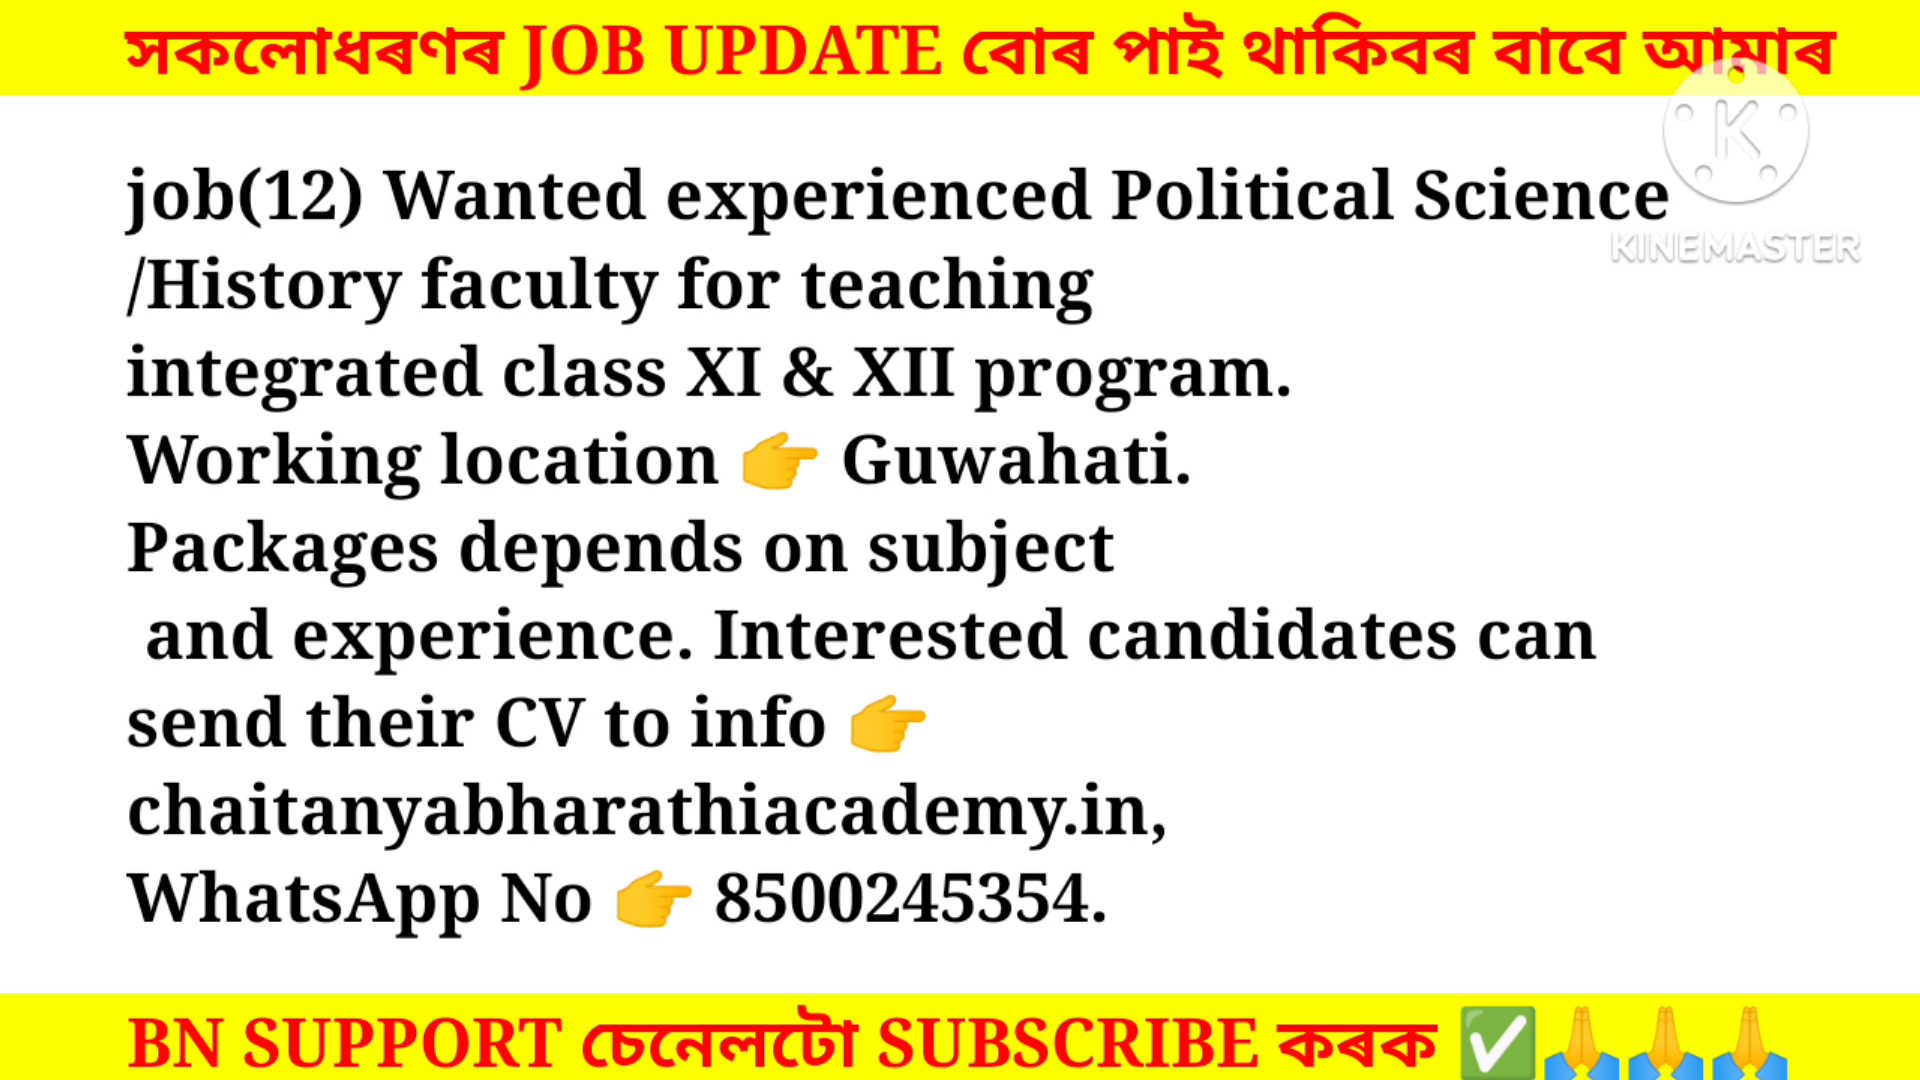 সকলোধৰণৰ JOB UPDATE বোৰ পাই থাকিবৰ বাবে আমাৰ
K
KINEMASTER
job(12) Wanted experienced Political Science
/History faculty for teaching
integrated class XI & XII program.
Working location 👉 Guwahati.
Packages depends on subject
and experience. Interested candidates can
send their CV to info 👉
chaitanyabharathiacademy.in,
WhatsApp No 👉 8500245354.
BN SUPPORT চেনেলটো SUBSCRIBE কৰক ✅🙏🙏🙏